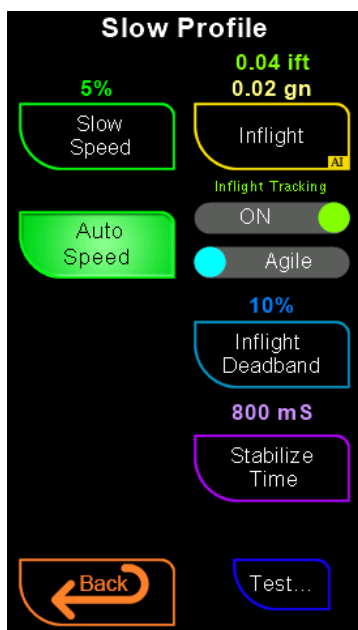 Slow Profile
0.04 ift
5%
0.02 gn
Slow
Speed
Inflight
AI
Inflight Tracking
ON
Auto
Speed
Agile
10%
Inflight
Deadband
800 mS
Stabilize
Time
Back
Test...